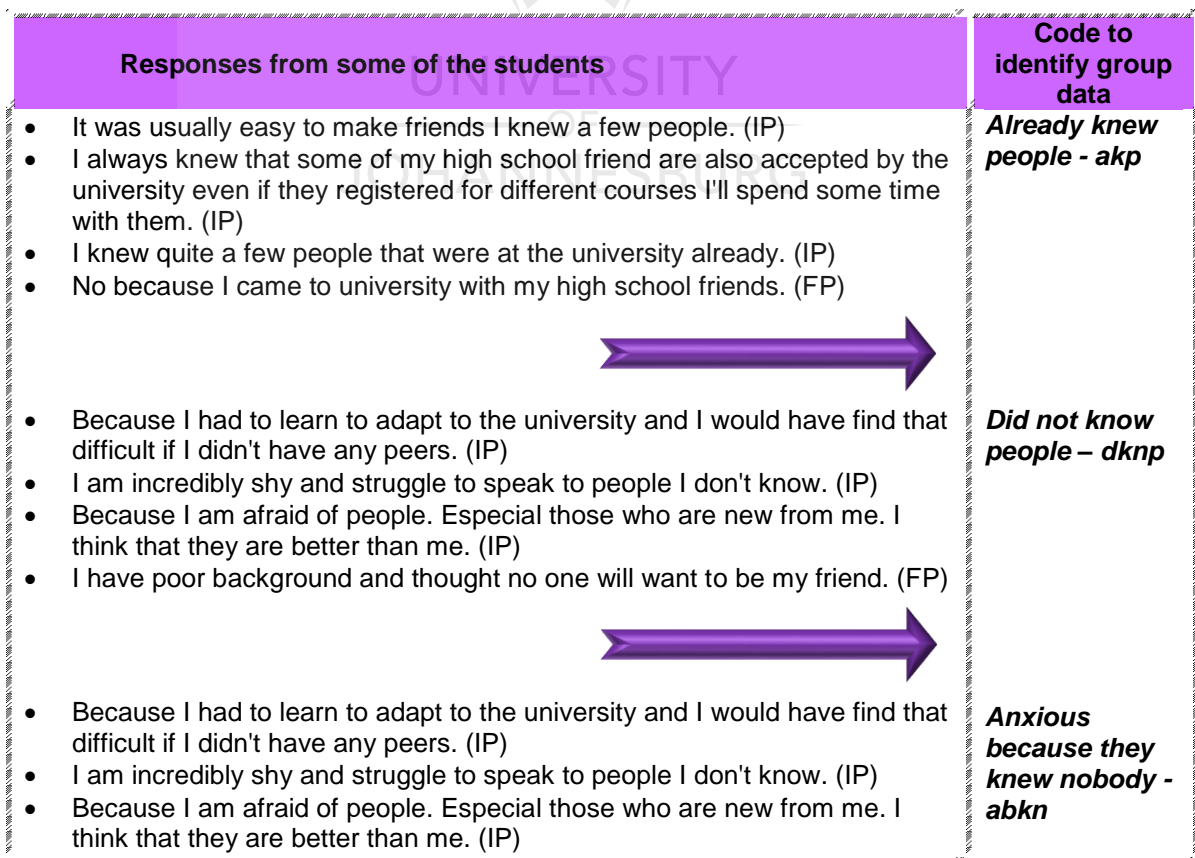 Responses from some of the students
Code to
identify group
data
UNIVERSITY
OF
JOHANNESBURG
• It was usually easy to make friends I knew a few people. (IP)
• I always knew that some of my high school friend are also accepted by the
university even if they registered for different courses I'll spend some time
with them. (IP)
• I knew quite a few people that were at the university already. (IP)
• No because I came to university with my high school friends. (FP)
Already knew
people - akp
• Because I had to learn to adapt to the university and I would have find that
difficult if I didn't have any peers. (IP)
• I am incredibly shy and struggle to speak to people I don't know. (IP)
• Because I am afraid of people. Especial those who are new from me. I
think that they are better than me. (IP)
• I have poor background and thought no one will want to be my friend. (FP)
Did not know
people – dknp
• Because I had to learn to adapt to the university and I would have find that
difficult if I didn't have any peers. (IP)
• I am incredibly shy and struggle to speak to people I don't know. (IP)
• Because I am afraid of people. Especial those who are new from me. I
think that they are better than me. (IP)
Anxious
because they
knew nobody -
abkn